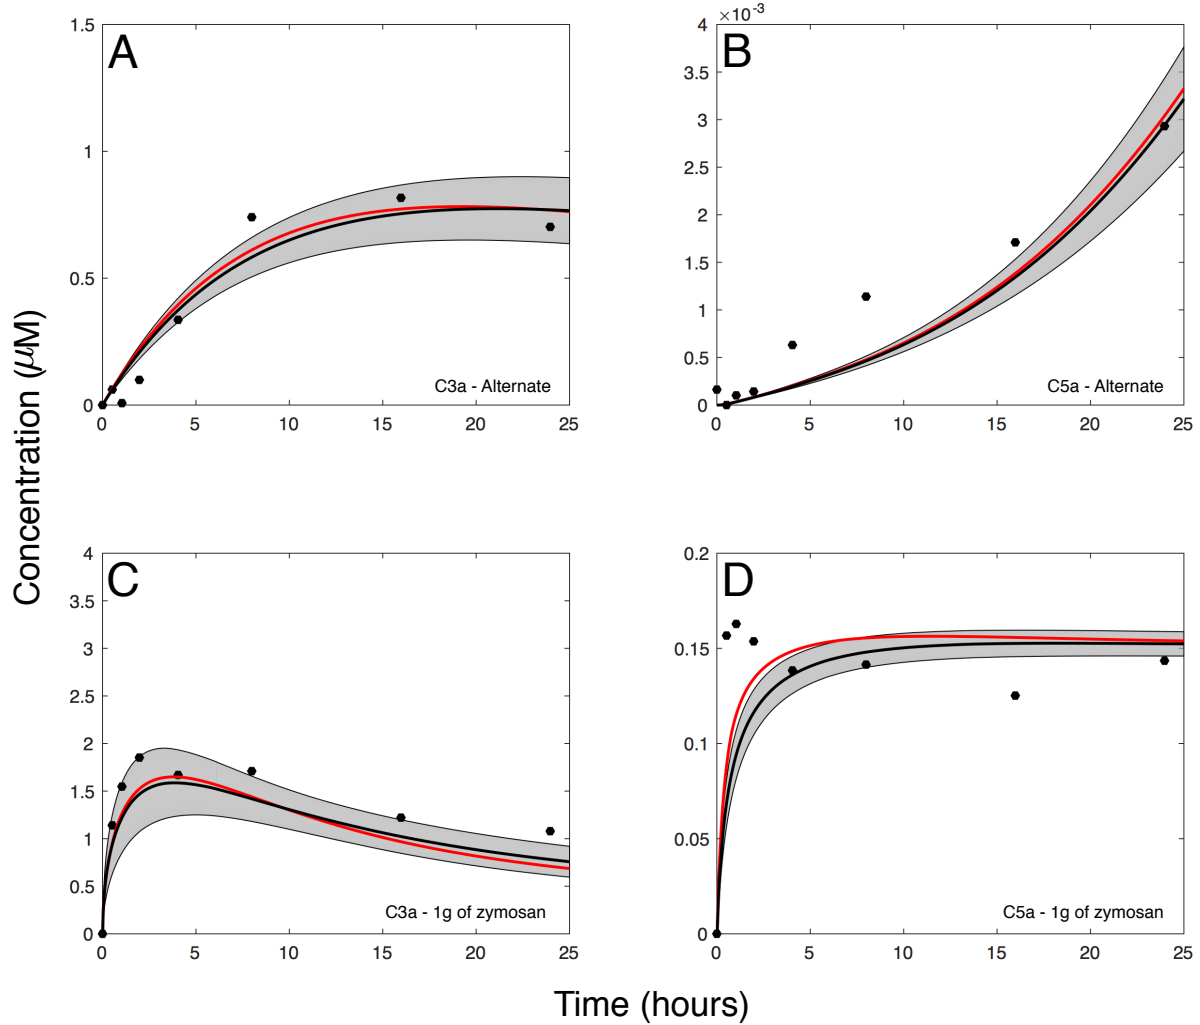 1.5
1
0.5
0
0 5 10 15 20 25
A
C3a - Alternate
×10⁻³
4
3.5
3
2.5
2
1.5
1
0.5
0
0 5 10 15 20 25
B
C5a - Alternate
Concentration (μM)
4
3.5
3
2.5
2
1.5
1
0.5
0
0 5 10 15 20 25
C
C3a - 1g of zymosan
0.2
0.15
0.1
0.05
0
0 5 10 15 20 25
D
C5a - 1g of zymosan
Time (hours)